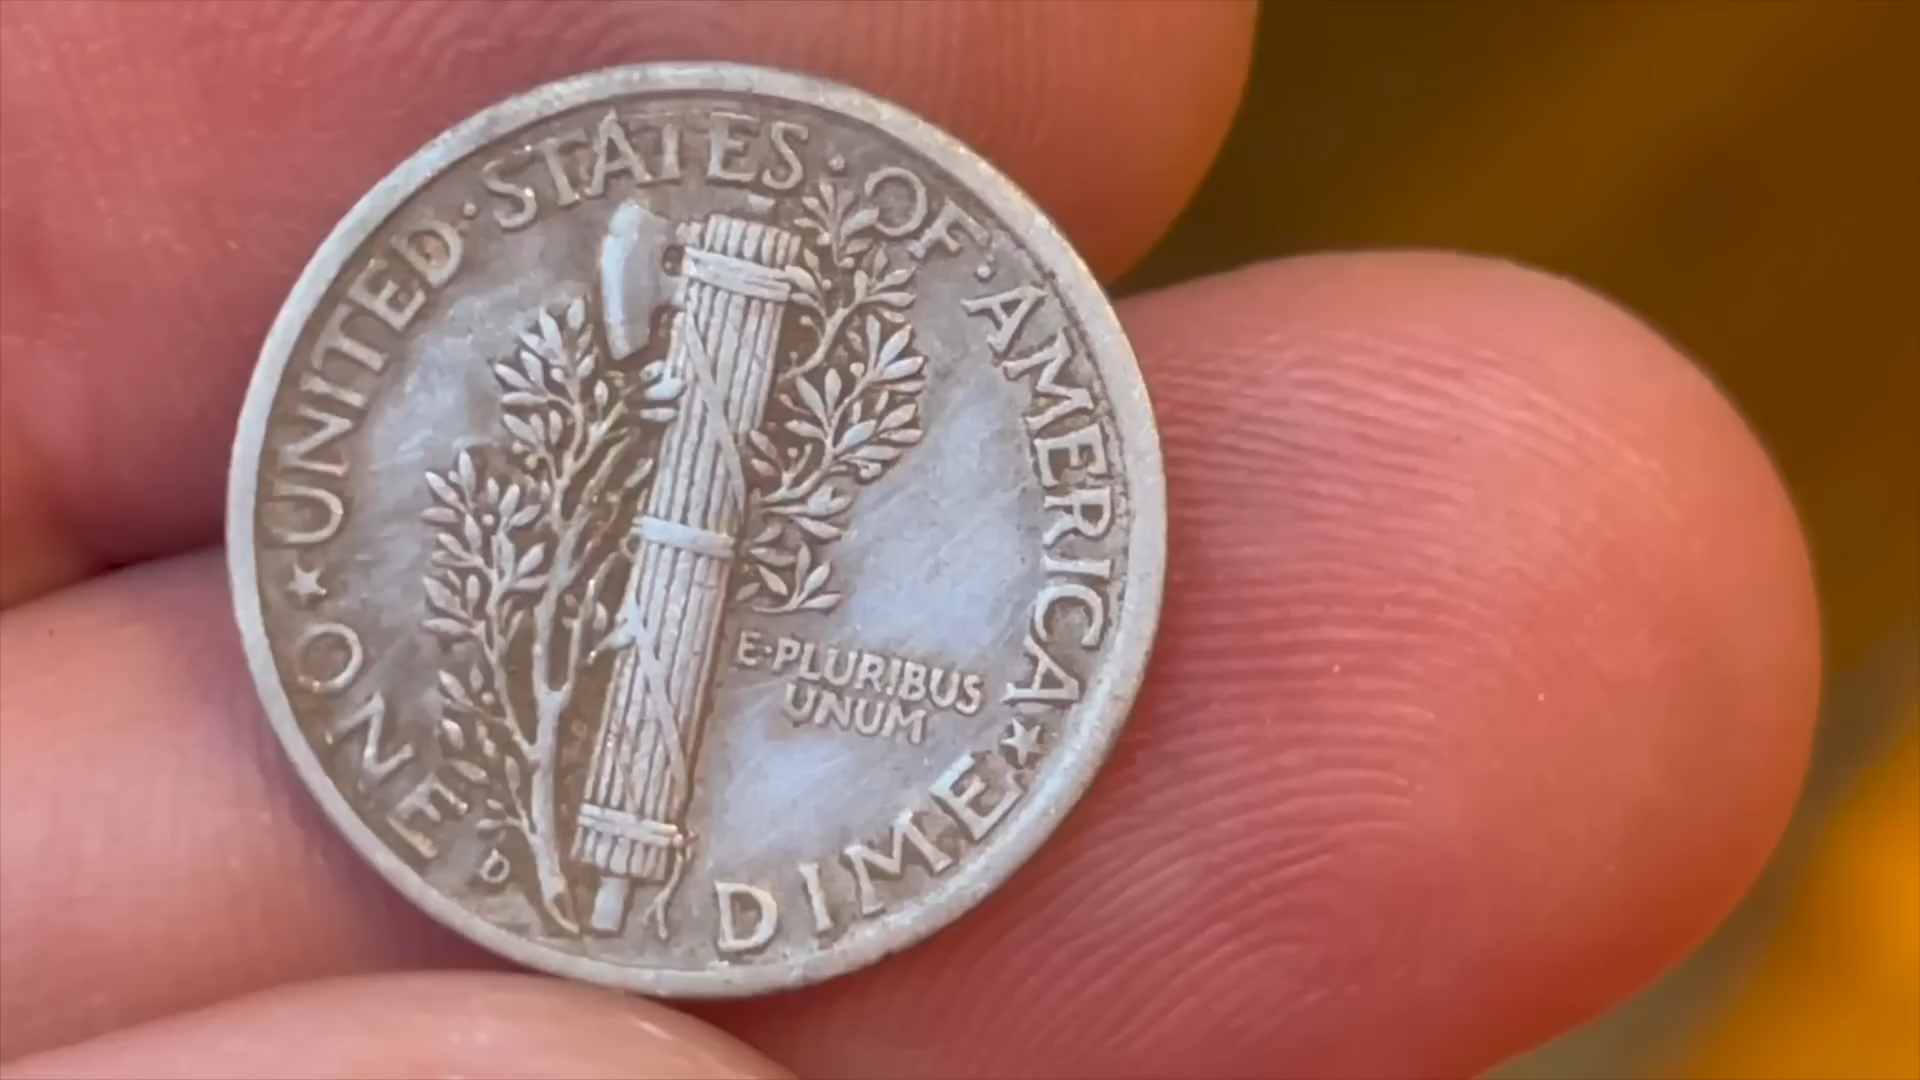 UNITED·STATES·OF·AMERICA
E·PLURIBUS
UNUM
ONE DIME
D